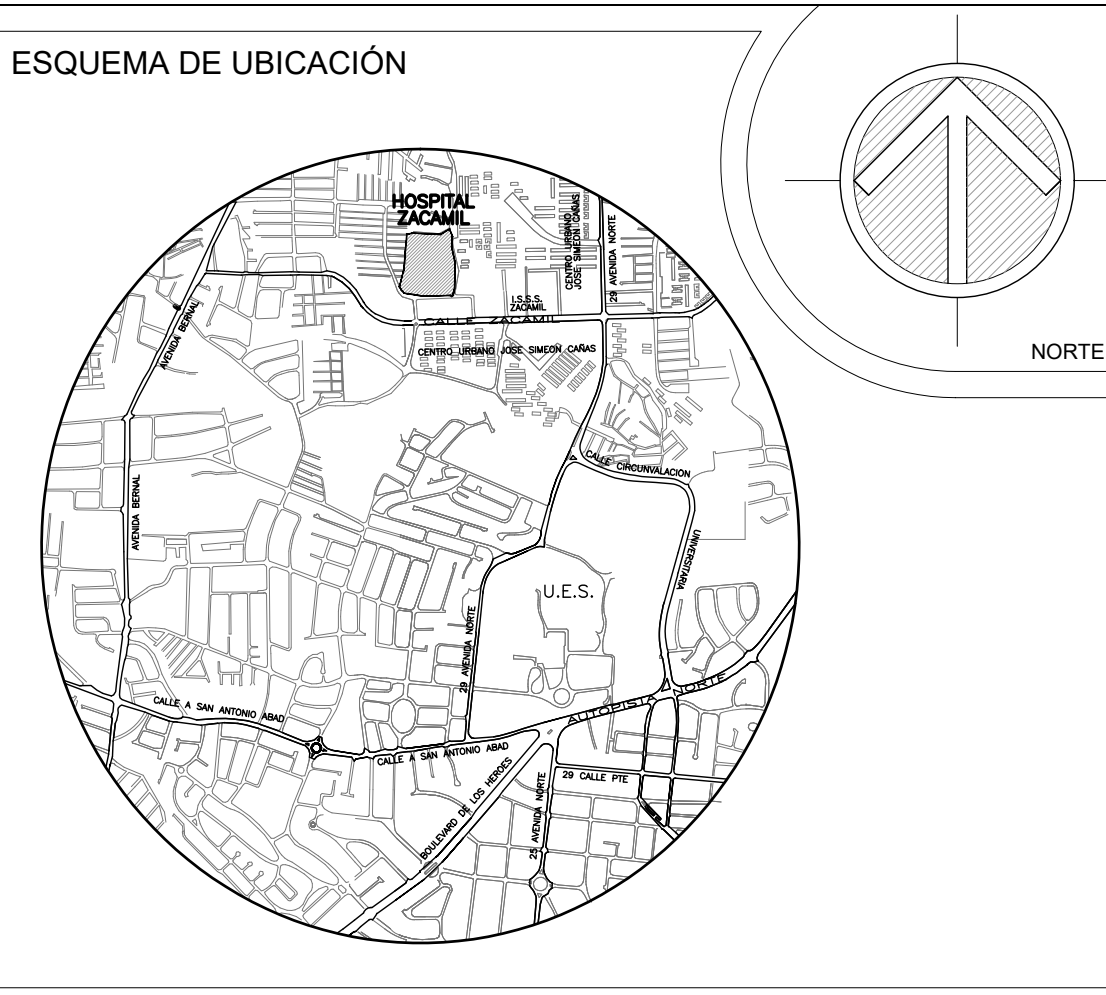 ESQUEMA DE UBICACIÓN
NORTE
HOSPITAL
ZACAMIL
CENTRO URBANO
JOSE SIMEON CAÑAS
29 AVENIDA NORTE
I.S.S.S.
ZACAMIL
CALLE ZACAMIL
AVENIDA BERNAL
CENTRO URBANO JOSE SIMEON CAÑAS
CALLE CIRCUNVALACION
AVENIDA BERNAL
UNIVERSITARIA
U.E.S.
29 AVENIDA NORTE
AUTOPISTA NORTE
CALLE A SAN ANTONIO ABAD
CALLE A SAN ANTONIO ABAD
29 CALLE PTE
BOULEVARD DE LOS HEROES
25 AVENIDA NORTE